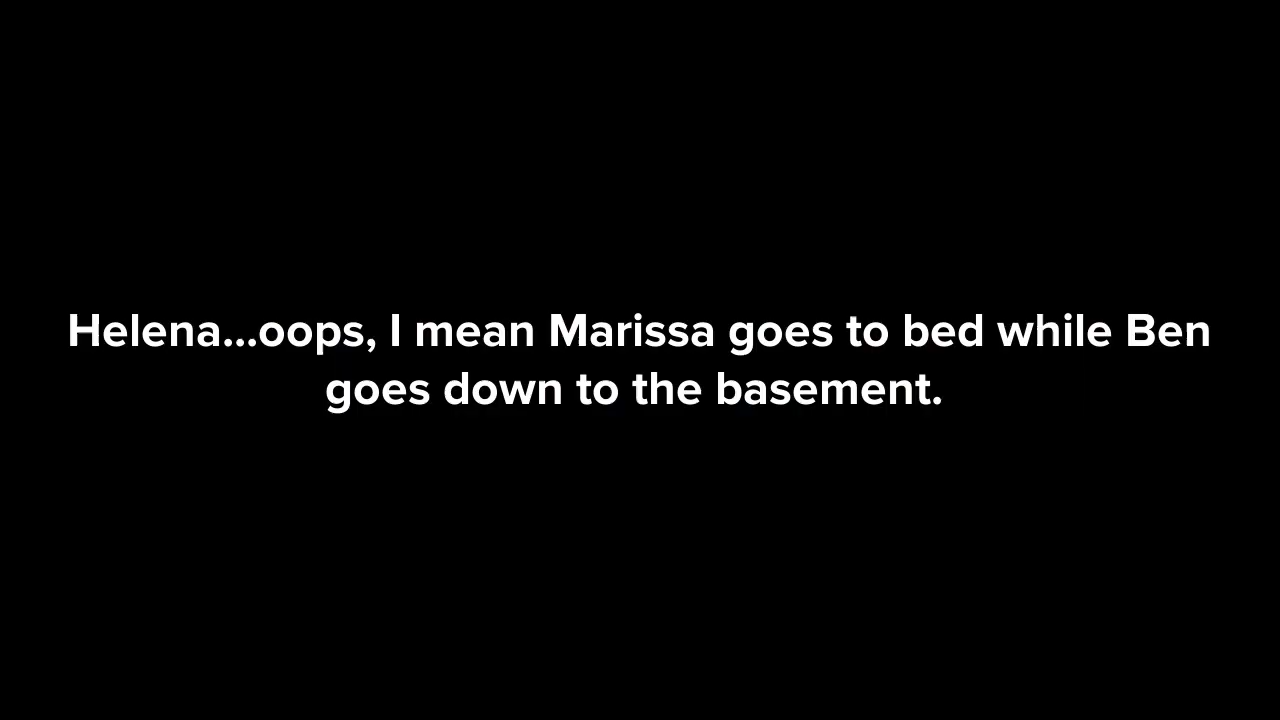 Helena...oops, I mean Marissa goes to bed while Ben
goes down to the basement.